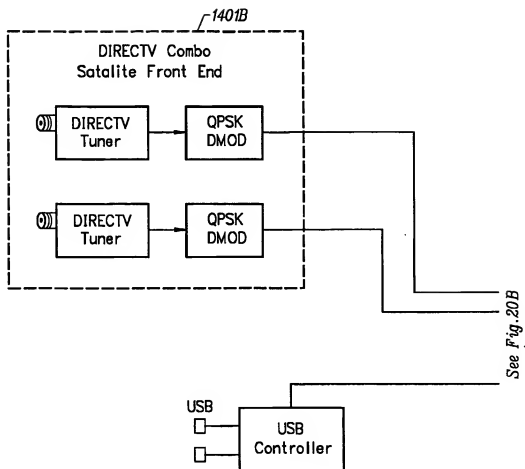 1401B
DIRECTV Combo
Satalite Front End
DIRECTV
Tuner
QPSK
DMOD
DIRECTV
Tuner
QPSK
DMOD
See Fig.20B
USB
USB
Controller